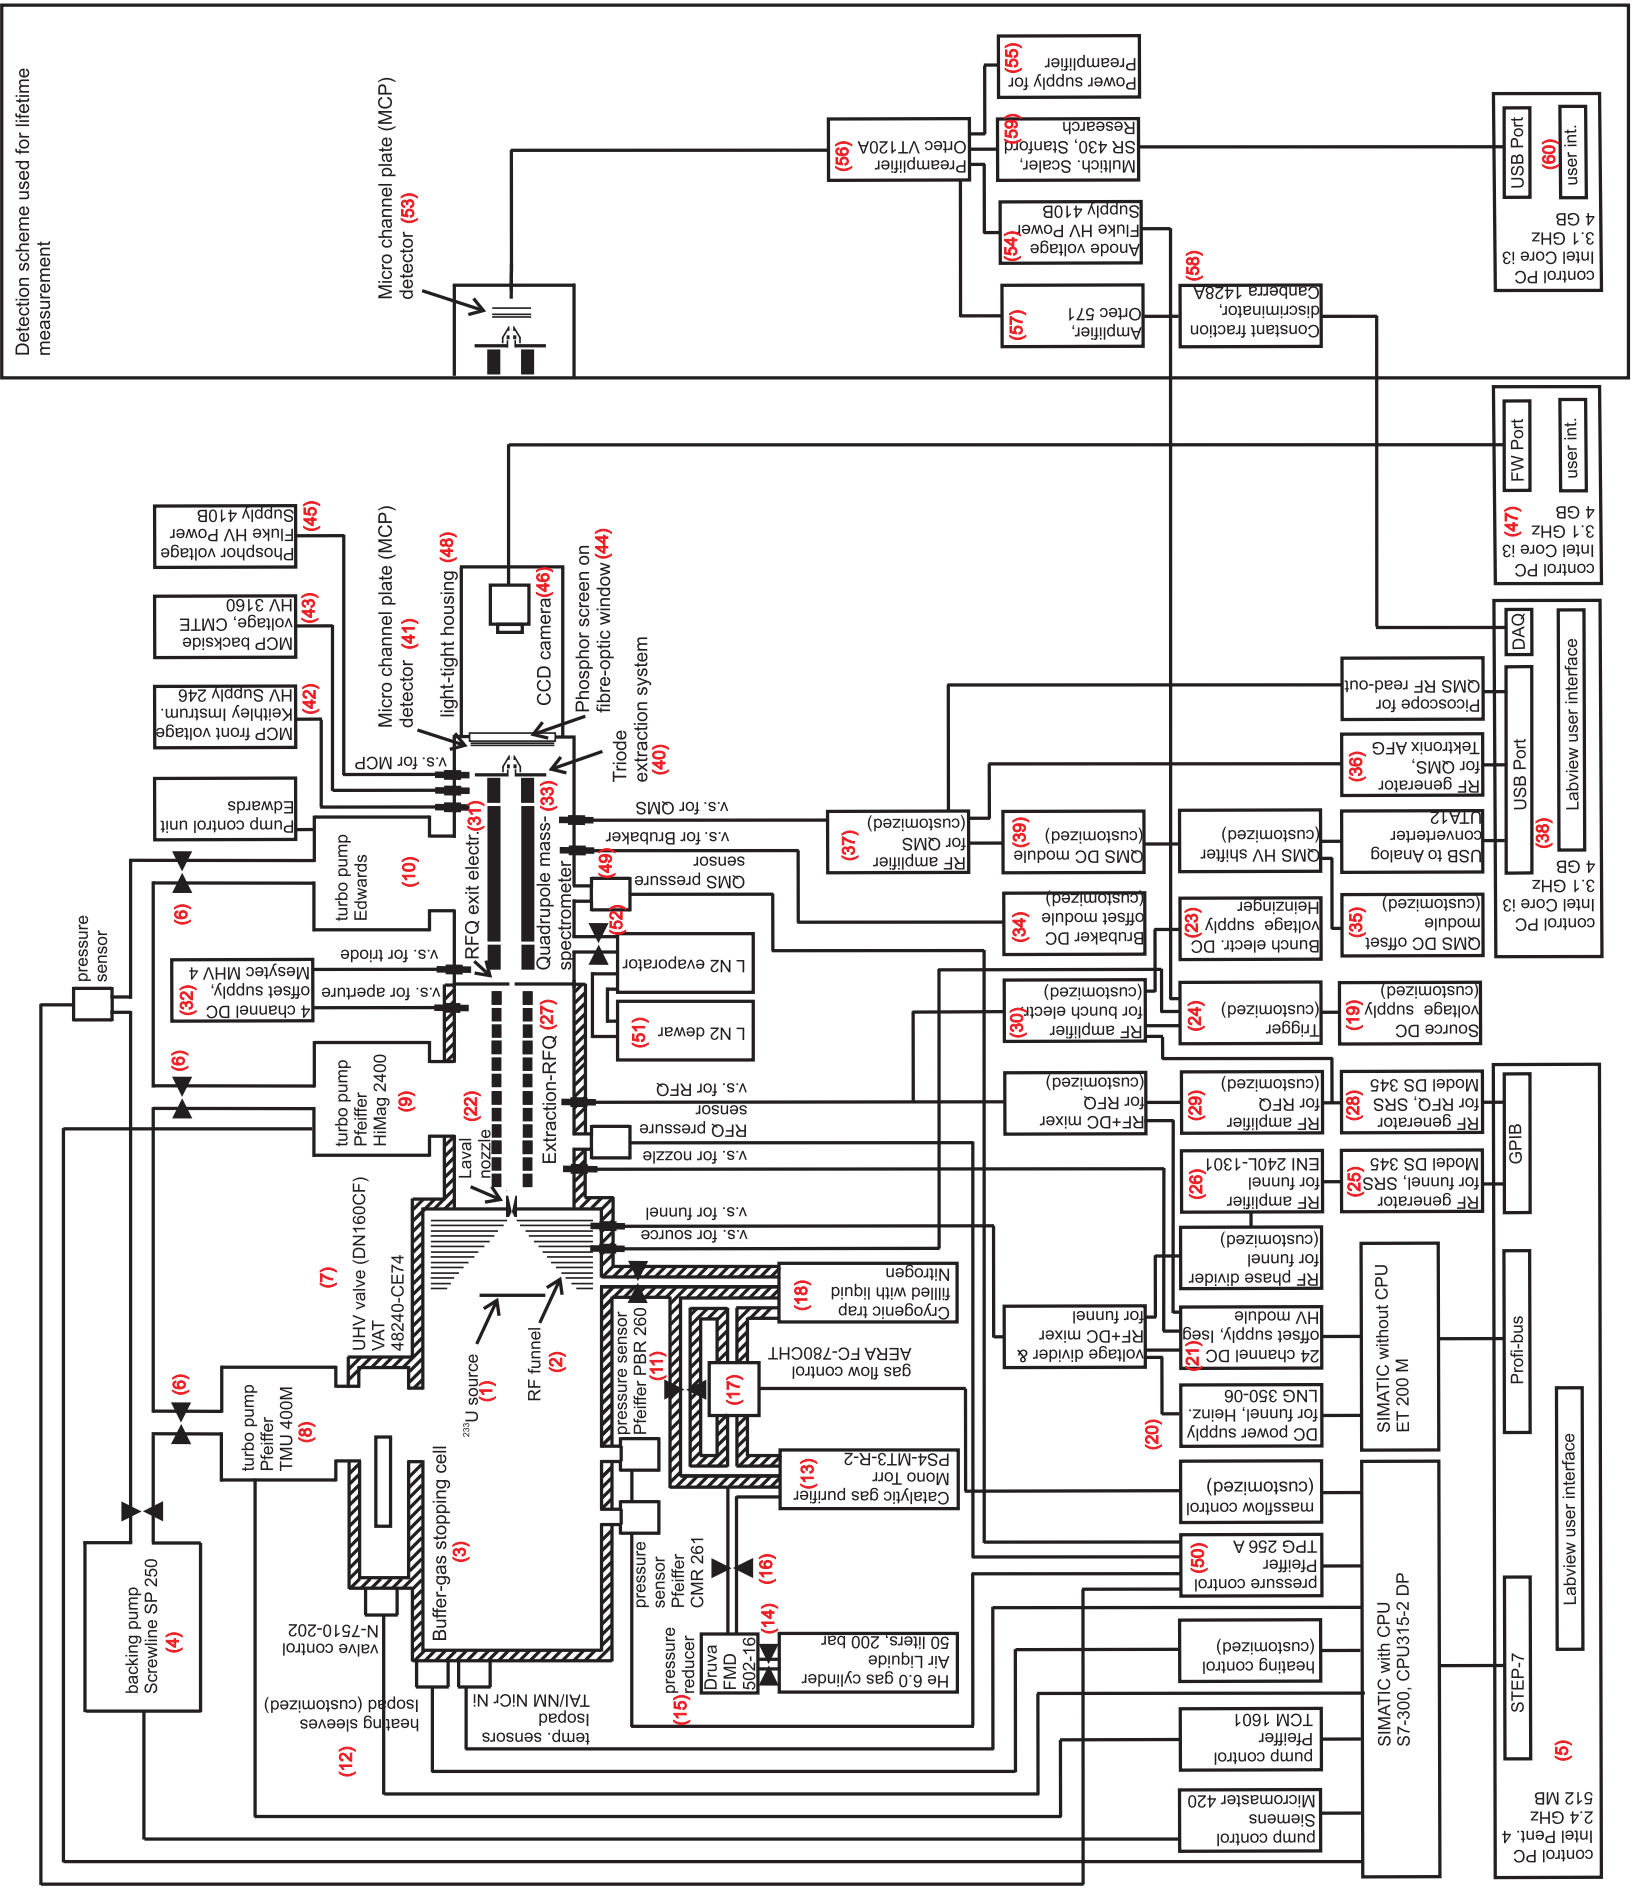 Detection scheme used for lifetime
measurement
Micro channel plate (MCP)
detector (53)
Power supply for
Preamplifier
(55)
Preamplifier
Ortec VT120A
(56)
Multich. Scaler,
SR 430, Stanford
Research
(59)
Anode voltage
Fluke HV Power
Supply 410B
(54)
Amplifier,
Ortec 571
(57)
Constant fraction
discriminator,
Canberra 1428A
(58)
USB Port
user int.
(60)
control PC
Intel Core i3
3.1 GHz
4 GB
FW Port
user int.
(47)
control PC
Intel Core i3
3.1 GHz
4 GB
Phosphor voltage
Fluke HV Power
Supply 410B
(45)
MCP backside
voltage, CMTE
HV 3160
(43)
MCP front voltage
Keithley Imstrum.
HV Supply 246
(42)
Pump control unit
Edwards
Micro channel plate (MCP)
detector (41)
light-tight housing (48)
CCD camera (46)
Phosphor screen on
fibre-optic window (44)
Triode
extraction system
(40)
v.s. for MCP
turbo pump
Edwards
(10)
(6)
pressure
sensor
RFQ exit electr. (31)
Quadrupole mass-
spectrometer
(33)
v.s. for QMS
v.s. for Brubaker
QMS pressure
sensor
(49)
(52)
L N2 evaporator
L N2 dewar
(51)
v.s. for triode
v.s. for aperture
4 channel DC
offset supply,
Mesytec MHV 4
(32)
turbo pump
Pfeiffer
HiMag 2400
(9)
(6)
Laval
nozzle
(22)
Extraction-RFQ (27)
v.s. for RFQ
RFQ pressure
sensor
v.s. for nozzle
v.s. for funnel
v.s. for source
RF amplifier
for QMS
(customized)
(37)
QMS DC module
(customized)
(39)
Brubaker DC
offset module
(customized)
(34)
QMS HV shifter
(customized)
Picoscope for
QMS RF read-out
RF generator
for QMS,
Tektronix AFG
(36)
USB to Analog
converter
UTA12
QMS DC offset
module
(customized)
(35)
Bunch electr. DC
voltage supply
Heinzinger
(23)
DAQ
USB Port
Labview user interface
(38)
control PC
Intel Core i3
3.1 GHz
4 GB
RF amplifier
for bunch electr.
(customized)
(30)
Trigger
(customized)
(24)
Source DC
voltage supply
(customized)
(19)
RF+DC mixer
for RFQ
(customized)
RF amplifier
for RFQ
(customized)
(29)
RF generator
for RFQ, SRS
Model DS 345
(28)
RF amplifier
for funnel
ENI 240L-1301
(26)
RF generator
for funnel, SRS
Model DS 345
(25)
RF phase divider
for funnel
(customized)
voltage divider &
RF+DC mixer
for funnel
24 channel DC
offset supply, Iseg
HV module
(21)
DC power supply
for funnel, Heinz.
LNG 350-06
(20)
SIMATIC without CPU
ET 200 M
GPIB
Profi-bus
STEP-7
Labview user interface
(5)
control PC
Intel Pent. 4
2.4 GHz
512 MB
UHV valve (DN160CF)
VAT
48240-CE74
(7)
turbo pump
Pfeiffer
TMU 400M
(8)
(6)
backing pump
Screwline SP 250
(4)
233U source
(1)
RF funnel
(2)
Buffer-gas stoping cell
(3)
pressure sensor
Pfeiffer PBR 260
(11)
Cryogenic trap
filled with liquid
Nitrogen
(18)
gas flow control
AERA FC-780CHT
(17)
Catalytic gas purifier
Mono Torr
PS4-MT3-R-2
(13)
pressure
sensor
Pfeiffer
CMR 261
(16)
(14)
pressure
reducer
(15)
Druva
FMD
502-16
He 6.0 gas cylinder
Air Liquide
50 liters, 200 bar
valve control
N-7510-202
heating sleeves
Isopad (customized)
(12)
temp. sensors
Isopad
TAI/NM NiCr Ni
massflow control
(customized)
pressure control
Pfeiffer
TPG 256 A
(50)
heating control
(customized)
pump control
Pfeiffer
TCM 1601
pump control
Siemens
Micromaster 420
SIMATIC with CPU
S7-300, CPU315-2 DP